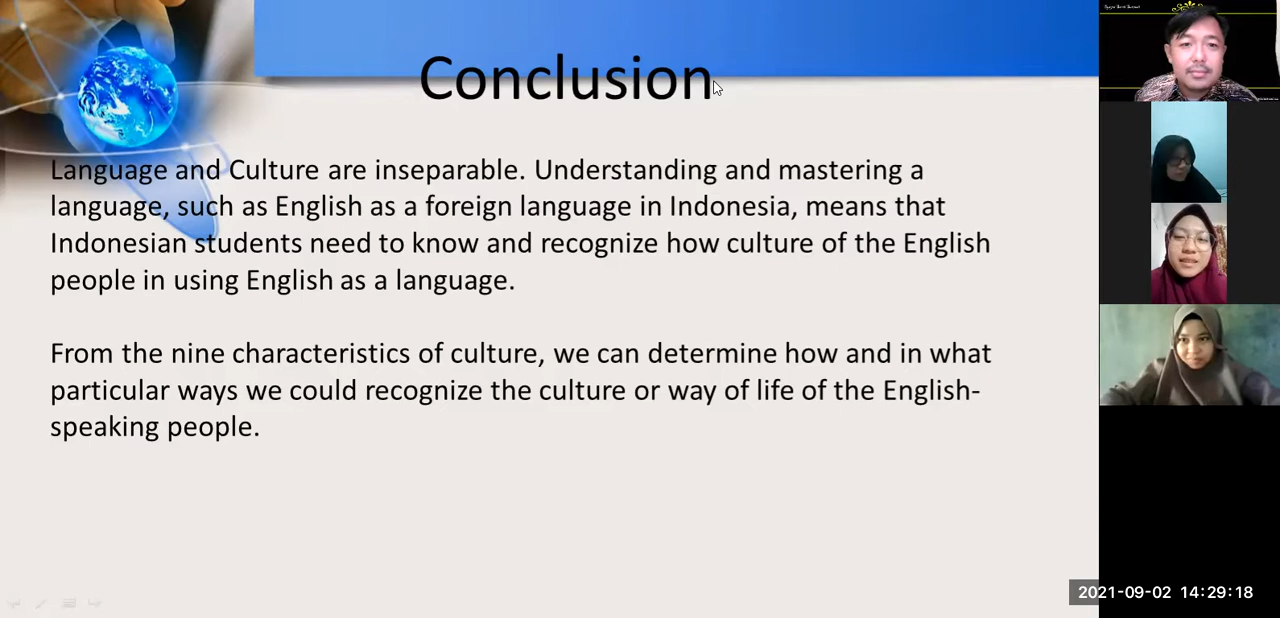 Conclusion
Language and Culture are inseparable. Understanding and mastering a
language, such as English as a foreign language in Indonesia, means that
Indonesian students need to know and recognize how culture of the English
people in using English as a language.
From the nine characteristics of culture, we can determine how and in what
particular ways we could recognize the culture or way of life of the English-
speaking people.
2021-09-02 14:29:18